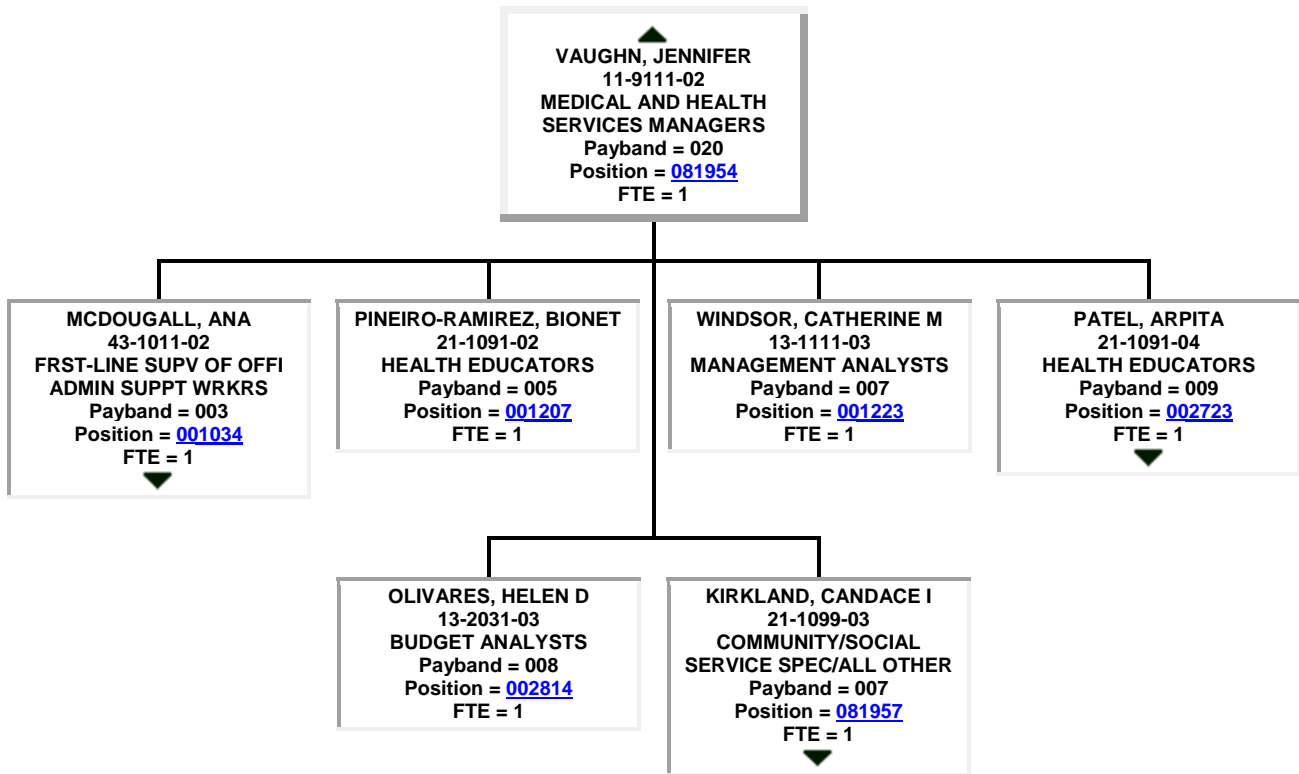 VAUGHN, JENNIFER
11-9111-02
MEDICAL AND HEALTH
SERVICES MANAGERS
Payband = 020
Position = 081954
FTE = 1
MCDOUGALL, ANA
43-1011-02
FRST-LINE SUPV OF OFFI
ADMIN SUPPT WRKRS
Payband = 003
Position = 001034
FTE = 1
PINEIRO-RAMIREZ, BIONET
21-1091-02
HEALTH EDUCATORS
Payband = 005
Position = 001207
FTE = 1
WINDSOR, CATHERINE M
13-1111-03
MANAGEMENT ANALYSTS
Payband = 007
Position = 001223
FTE = 1
PATEL, ARPITA
21-1091-04
HEALTH EDUCATORS
Payband = 009
Position = 002723
FTE = 1
OLIVARES, HELEN D
13-2031-03
BUDGET ANALYSTS
Payband = 008
Position = 002814
FTE = 1
KIRKLAND, CANDACE I
21-1099-03
COMMUNITY/SOCIAL
SERVICE SPEC/ALL OTHER
Payband = 007
Position = 081957
FTE = 1